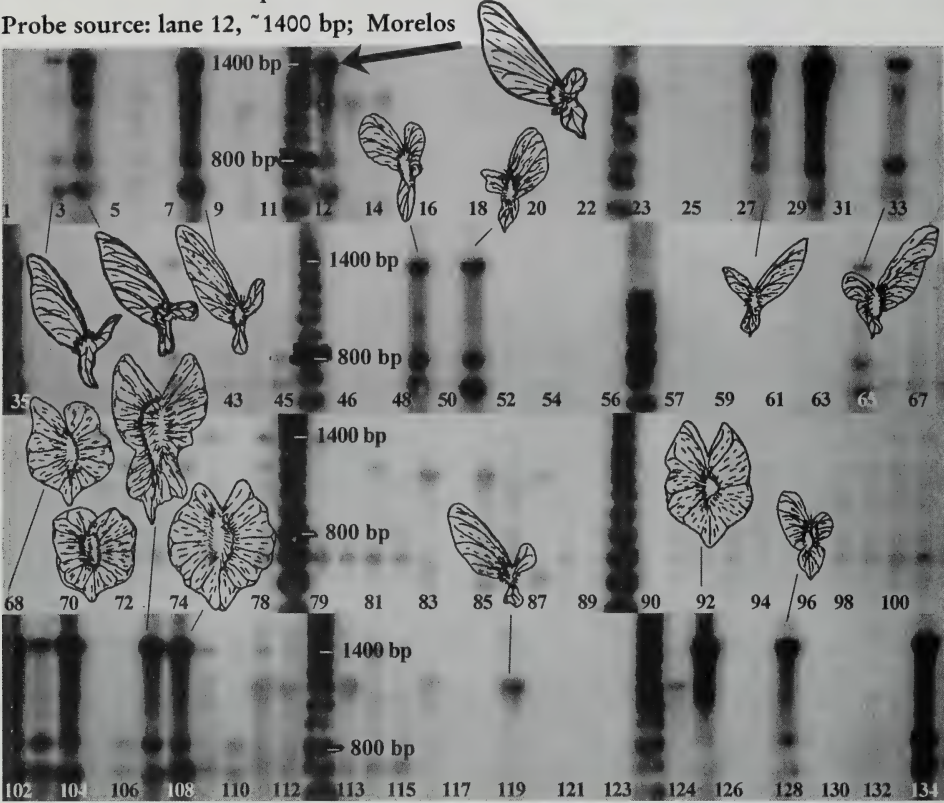 Probe source: lane 12, ~1400 bp; Morelos
1400 bp
800 bp
1 3 5 7 9 11 12 14 16 18 20 22 23 25 27 29 31 33
1400 bp
800 bp
35 43 45 46 48 50 52 54 56 57 59 61 63 65 67
1400 bp
800 bp
68 70 72 74 78 79 81 83 85 87 89 90 92 94 96 98 100
1400 bp
800 bp
102 104 106 108 110 112 113 115 117 119 121 123 124 126 128 130 132 134